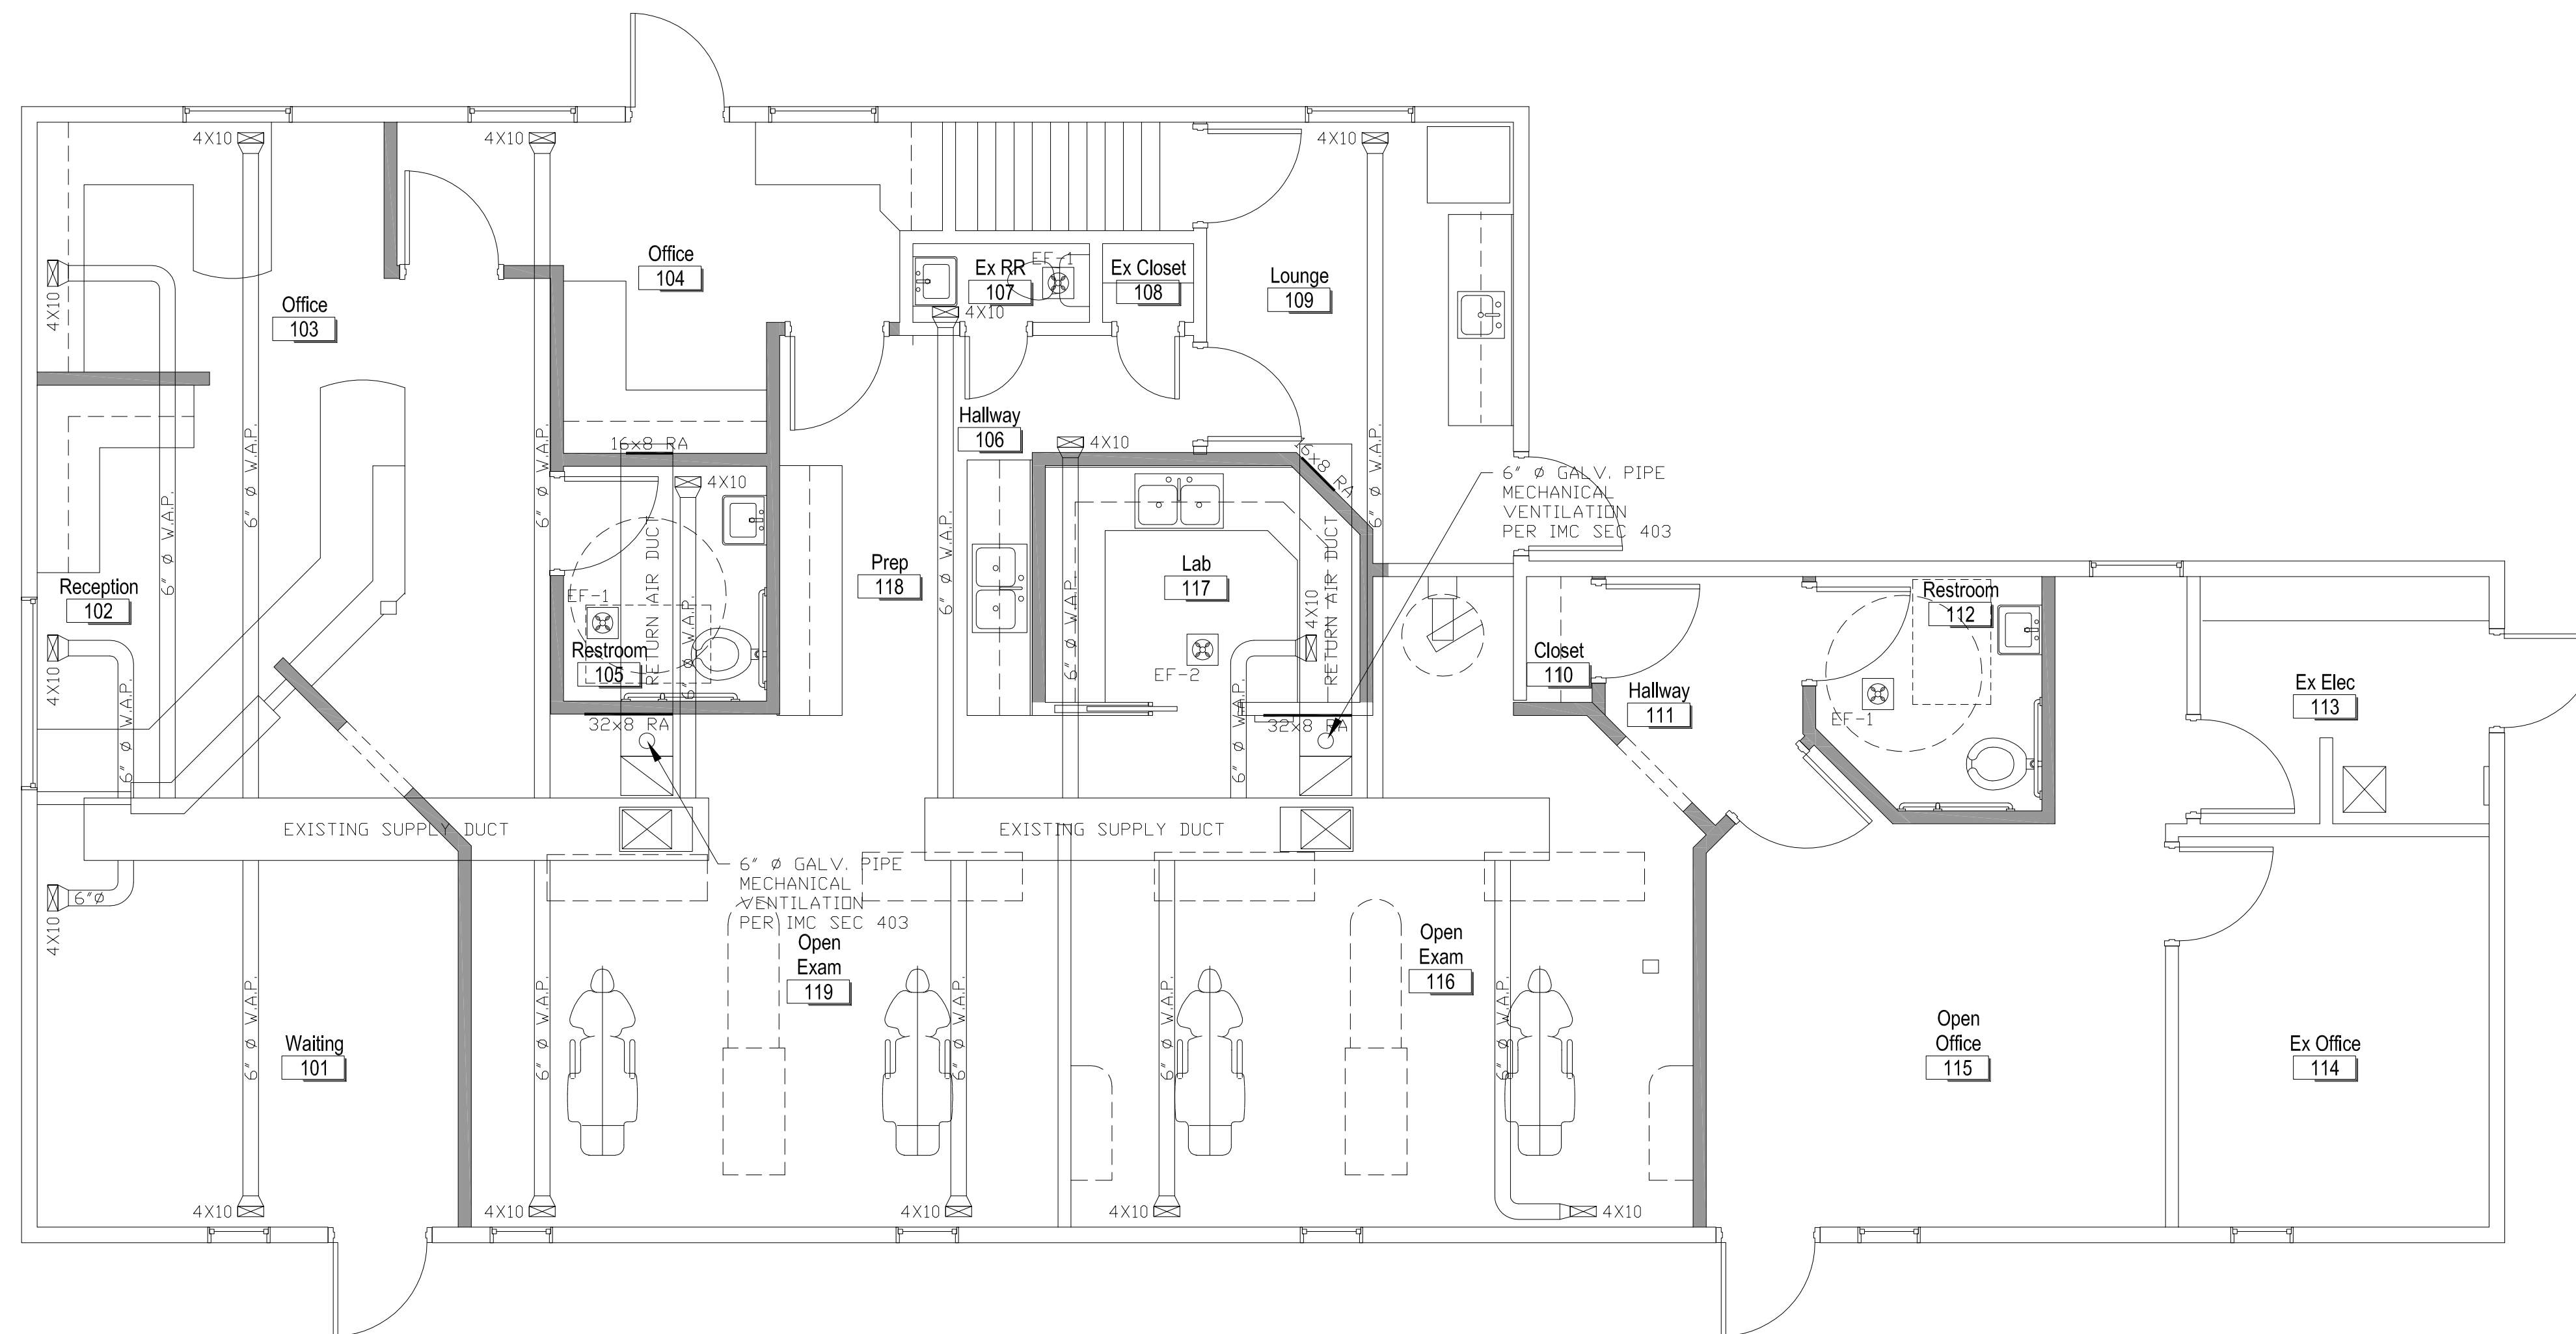 4X10
4X10
4X10
4X10
Office
103
Office
104
Ex RR
107
EF-1
4X10
Ex Closet
108
Lounge
109
Hallway
106
4X10
16x8 RA
16x8 RA
4X10
6" Ø W.A.P.
6" Ø W.A.P.
6" Ø W.A.P.
6" Ø W.A.P.
6" Ø W.A.P.
6" Ø W.A.P.
6" Ø W.A.P.
6" Ø W.A.P.
6" Ø W.A.P.
RETURN AIR DUCT
RETURN AIR DUCT
6" Ø GALV. PIPE
MECHANICAL
VENTILATION
PER IMC SEC 403
Reception
102
EF-1
Restroom
105
Prep
118
Lab
117
EF-2
4X10
4X10
Closet
110
Hallway
111
Restroom
112
EF-1
Ex Elec
113
32x8 RA
32x8 RA
EXISTING SUPPLY DUCT
EXISTING SUPPLY DUCT
6" Ø GALV. PIPE
MECHANICAL
VENTILATION
PER IMC SEC 403
6"Ø
4X10
Open
Exam
119
Open
Exam
116
6" Ø W.A.P.
6" Ø W.A.P.
6" Ø W.A.P.
6" Ø W.A.P.
6" Ø W.A.P.
Waiting
101
Open
Office
115
Ex Office
114
4X10
4X10
4X10
4X10
4X10